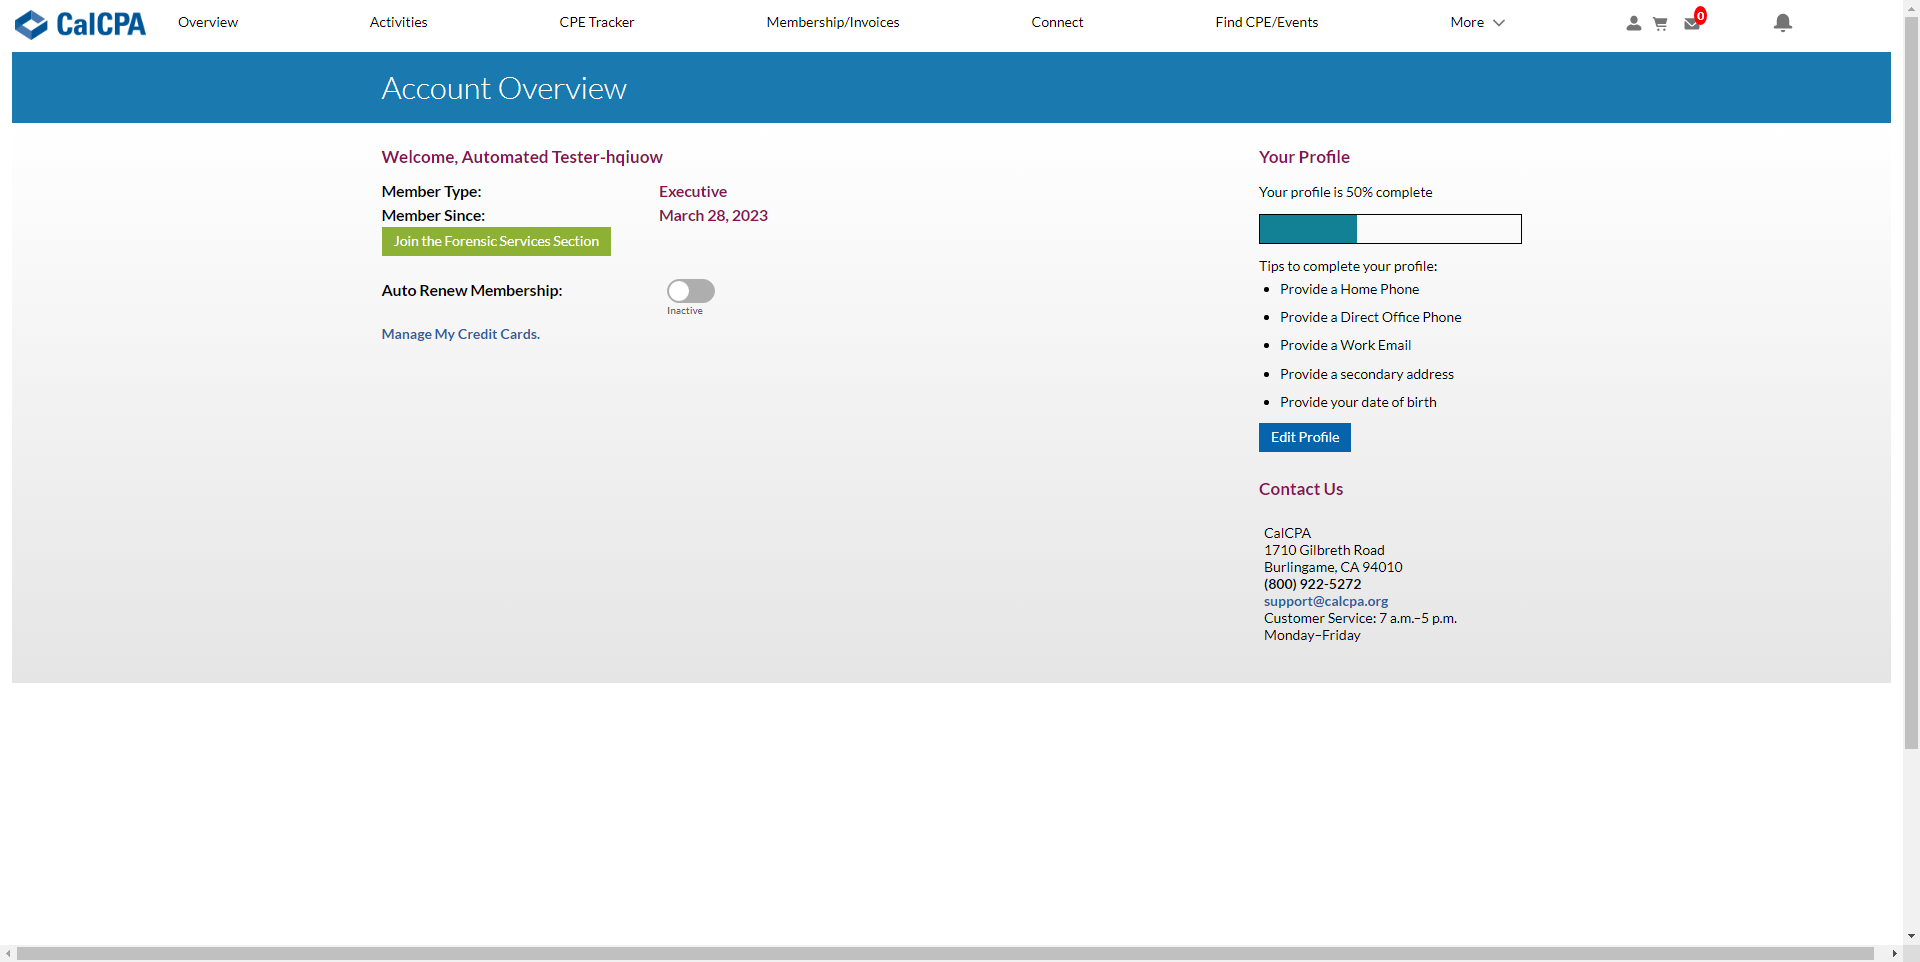 CalCPA
Overview
Activities
CPE Tracker
Membership/Invoices
Connect
Find CPE/Events
More
0
Account Overview
Welcome, Automated Tester-hqiuow
Member Type: Executive
Member Since: March 28, 2023
Join the Forensic Services Section
Auto Renew Membership:
Inactive
Manage My Credit Cards.
Your Profile
Your profile is 50% complete
Tips to complete your profile:
Provide a Home Phone
Provide a Direct Office Phone
Provide a Work Email
Provide a secondary address
Provide your date of birth
Edit Profile
Contact Us
CalCPA
1710 Gilbreth Road
Burlingame, CA 94010
(800) 922-5272
support@calcpa.org
Customer Service: 7 a.m.–5 p.m.
Monday–Friday